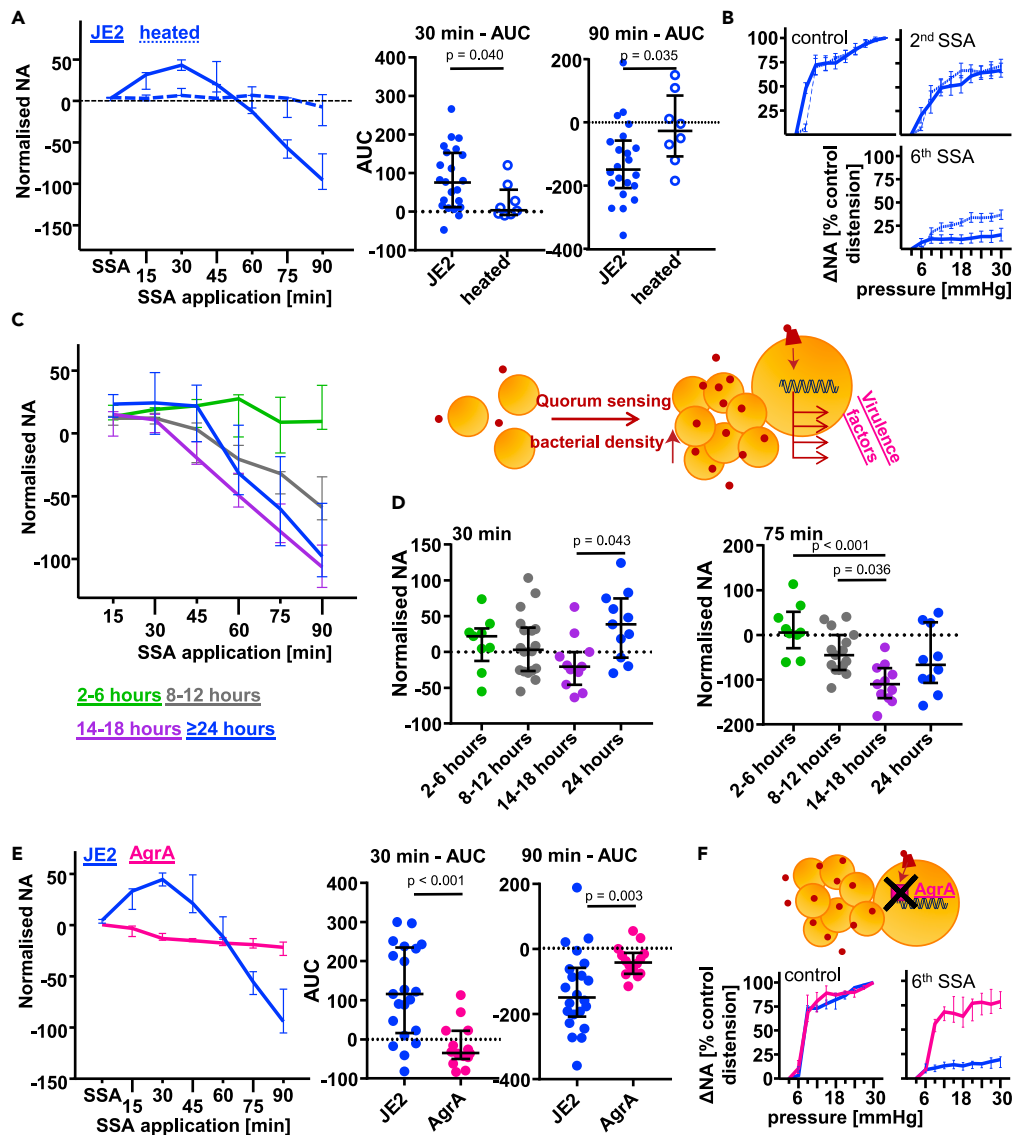 A
JE2 heated
Normalised NA
50
0
-50
-100
SSA
15
30
45
60
75
90
SSA application [min]
30 min - AUC
p = 0.040
AUC
400
300
200
100
0
-100
JE2
heated
90 min - AUC
p = 0.035
200
0
-200
-400
JE2
heated
B
control
100
75
50
25
2nd SSA
6th SSA
100
75
50
25
ΔNA [% control distension]
6 18 30
pressure [mmHg]
C
Normalised NA
50
0
-50
-100
15
30
45
60
75
90
SSA application [min]
2-6 hours 8-12 hours
14-18 hours ≥24 hours
Quorum sensing
bacterial density
Virulence
factors
D
30 min
p = 0.043
Normalised NA
150
100
50
0
-50
-100
2-6 hours
8-12 hours
14-18 hours
24 hours
75 min
p < 0.001
p = 0.036
Normalised NA
200
100
0
-100
-200
2-6 hours
8-12 hours
14-18 hours
24 hours
E
JE2 AgrA
Normalised NA
50
0
-50
-100
-150
SSA
15
30
45
60
75
90
SSA application [min]
30 min - AUC
p < 0.001
AUC
400
300
200
100
0
-100
JE2
AgrA
90 min - AUC
p = 0.003
200
0
-200
-400
JE2
AgrA
F
AgrA
control
100
75
50
25
6th SSA
ΔNA [% control
distension]
6 18 30
6 18 30
pressure [mmHg]